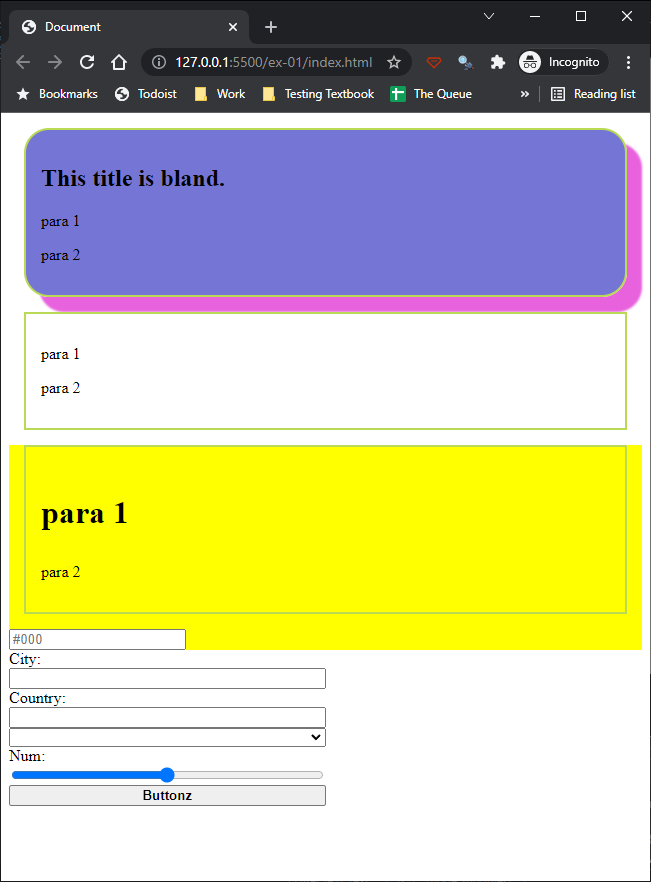 Document
127.0.0.1:5500/ex-01/index.html
Incognito
Bookmarks Todoist Work Testing Textbook The Queue » Reading list
This title is bland.
para 1
para 2
para 1
para 2
para 1
para 2
#000
City:
Country:
Num:
Buttonz